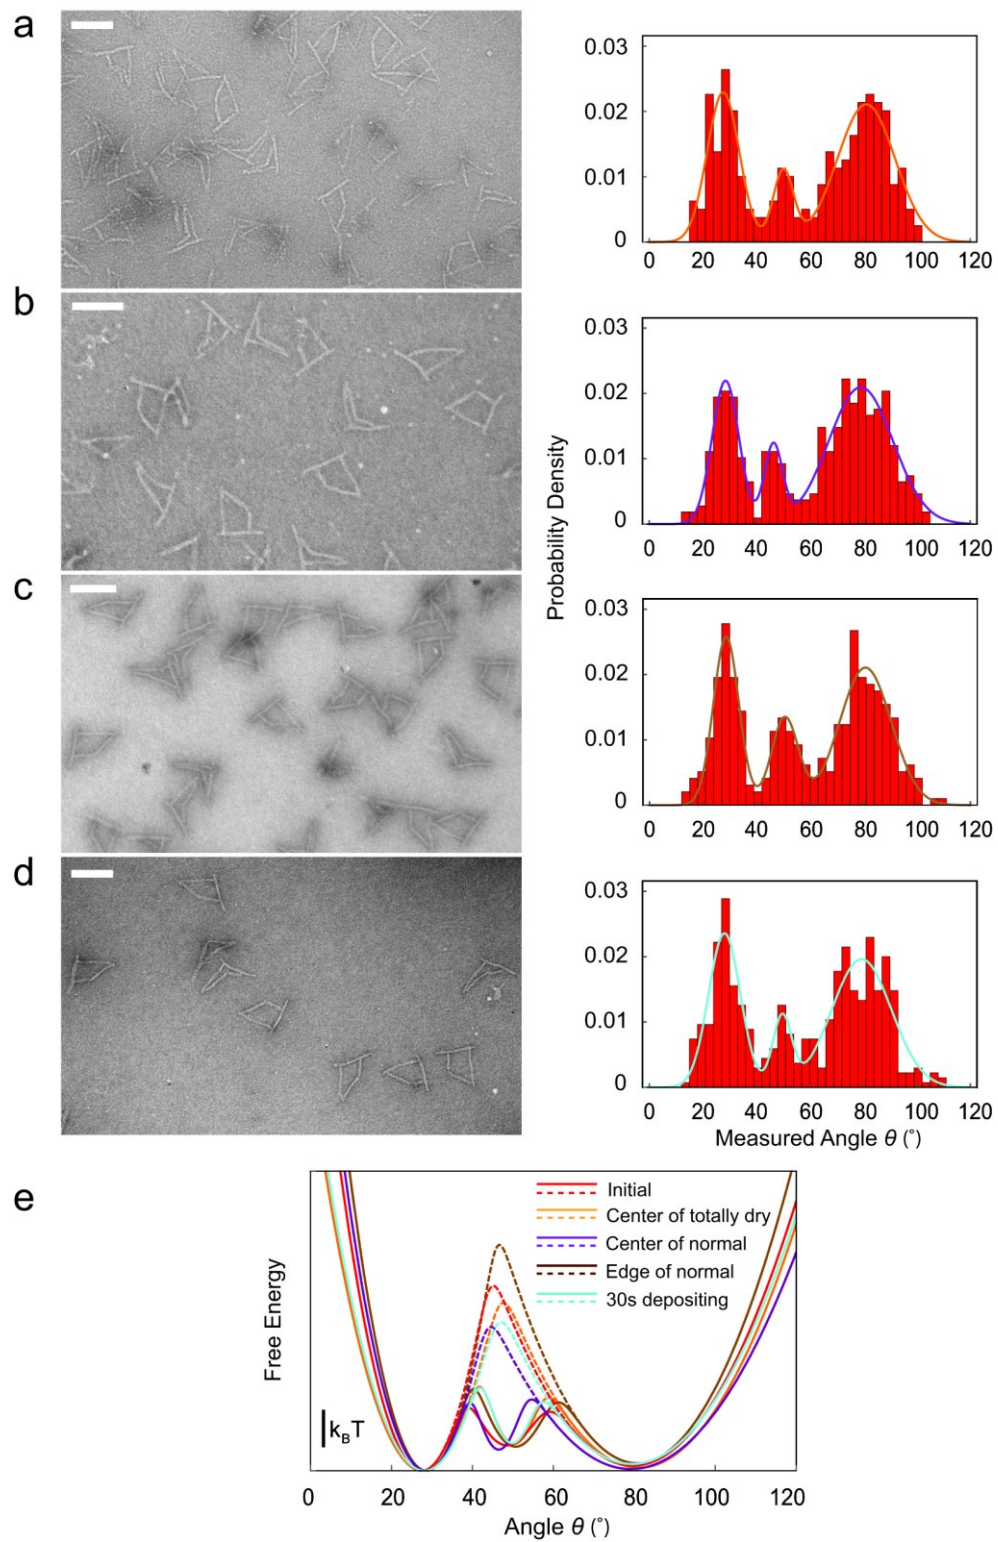 a
0.03
0.02
0.01
0
0 20 40 60 80 100 120
b
0.03
0.02
0.01
0
0 20 40 60 80 100 120
Probability Density
c
0.03
0.02
0.01
0
0 20 40 60 80 100 120
d
0.03
0.02
0.01
0
0 20 40 60 80 100 120
Measured Angle θ (°)
e
Initial
Center of totally dry
Center of normal
Edge of normal
30s depositing
Free Energy
k_BT
0 20 40 60 80 100 120
Angle θ (°)